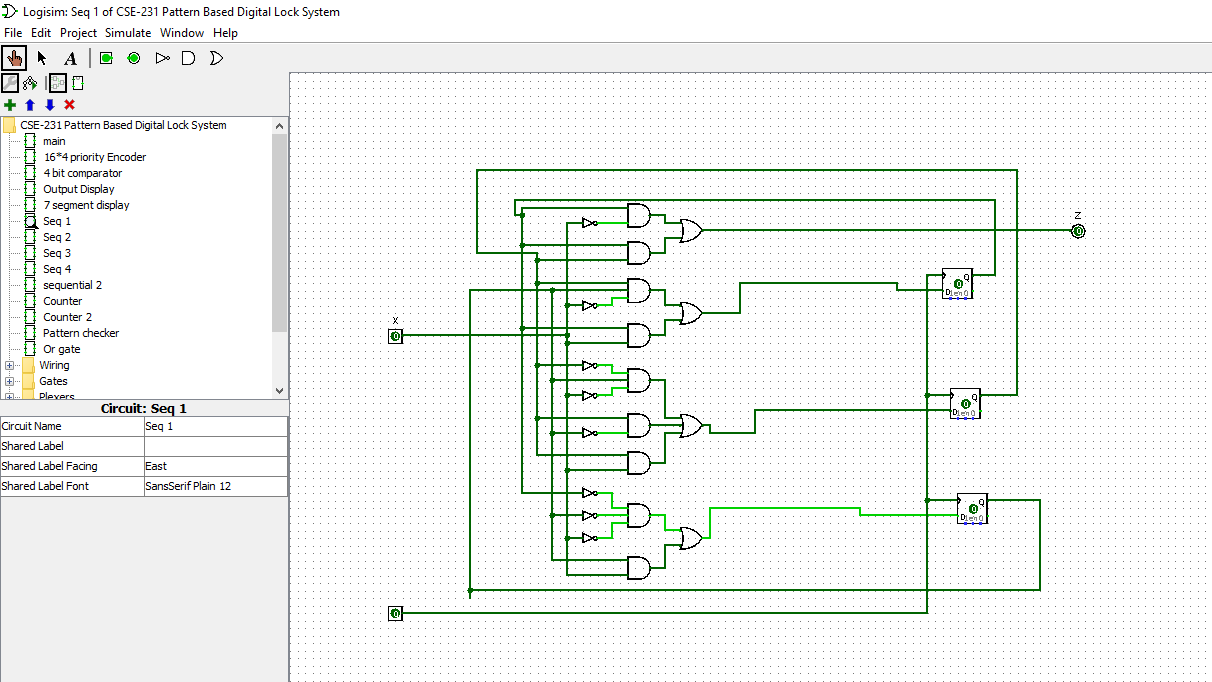 Logisim: Seq 1 of CSE-231 Pattern Based Digital Lock System
File Edit Project Simulate Window Help
A
CSE-231 Pattern Based Digital Lock System
main
16*4 priority Encoder
4 bit comparator
Output Display
7 segment display
Seq 1
Seq 2
Seq 3
Seq 4
sequential 2
Counter
Counter 2
Pattern checker
Or gate
Wiring
Gates
Plexers
Circuit: Seq 1
Circuit Name Seq 1
Shared Label
Shared Label Facing East
Shared Label Font SansSerif Plain 12
Z
0
Q
0
D
X
0
Q
0
D
Q
0
D
0